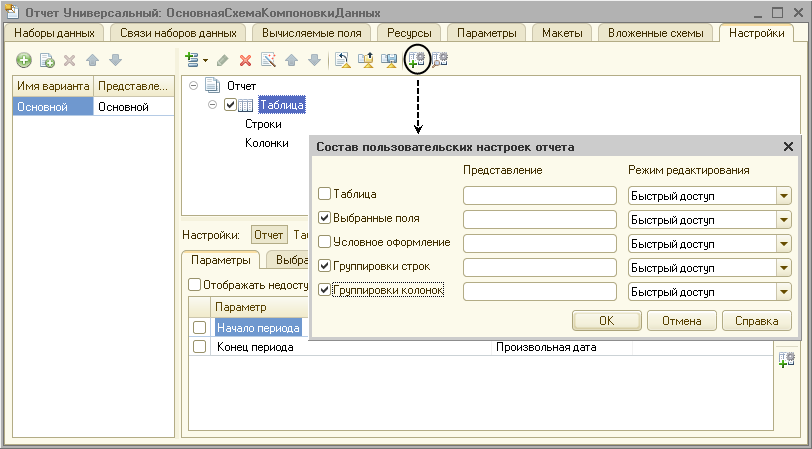 Отчет Универсальный: ОсновнаяСхемаКомпоновкиДанных
Наборы данных Связи наборов данных Вычисляемые поля Ресурсы Параметры Макеты Вложенные схемы Настройки
Имя варианта Представле...
Основной Основной
Отчет
Таблица
Строки
Колонки
Состав пользовательских настроек отчета
Представление Режим редактирования
Таблица Быстрый доступ
Выбранные поля Быстрый доступ
Условное оформление Быстрый доступ
Группировки строк Быстрый доступ
Группировки колонок Быстрый доступ
OK Отмена Справка
Настройки: Отчет Та
Параметры Выбра
Отображать недосту
Параметр
Начало периода
Конец периода Произвольная дата